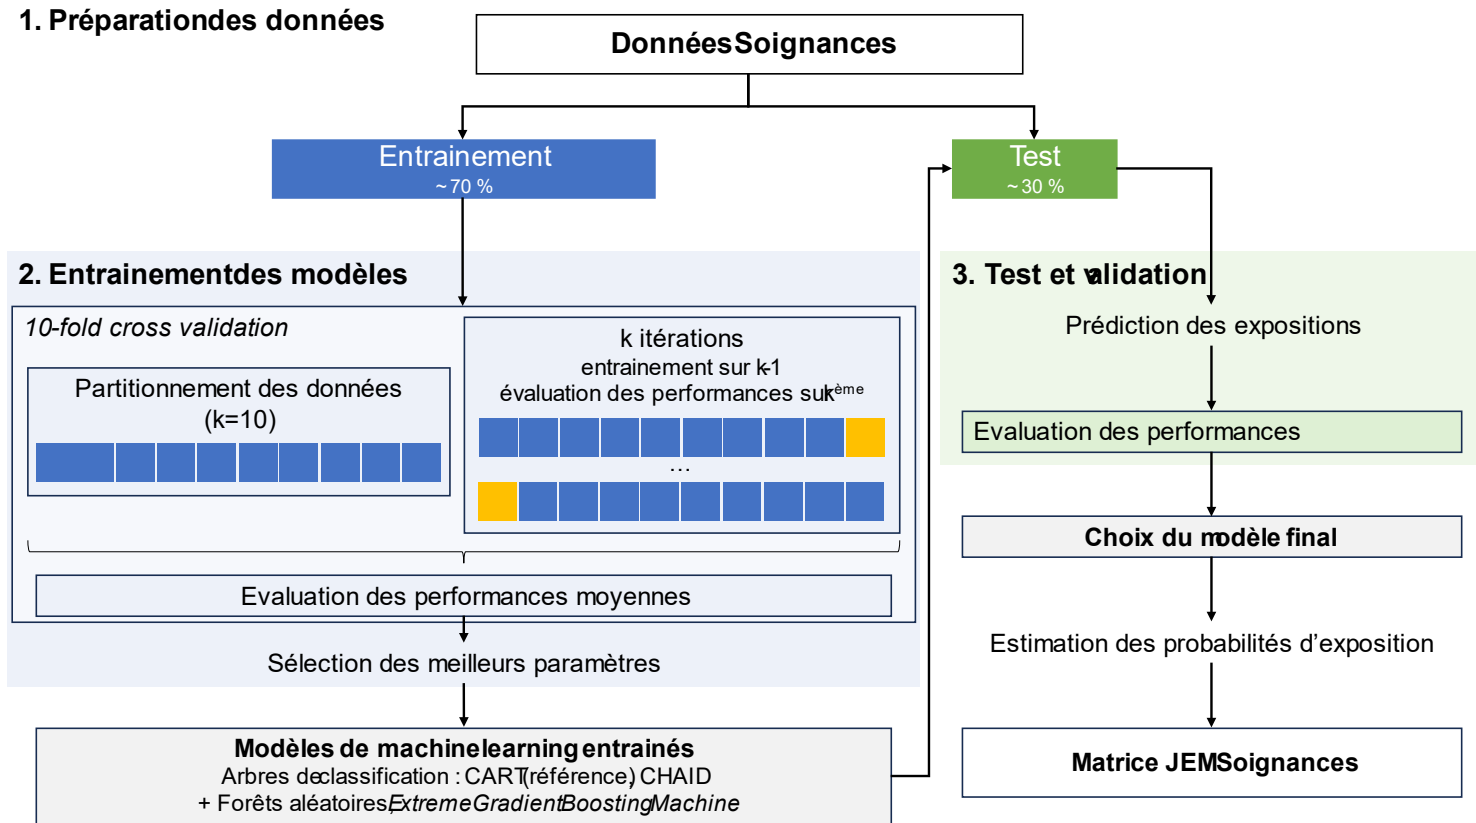 1. Préparationdes données
DonnéesSoignances
Entrainement
~ 70 %
Test
~ 30 %
2. Entrainementdes modèles
10-fold cross validation
Partitionnement des données
(k=10)
k itérations
entrainement sur k-1
évaluation des performances sur kème
...
Evaluation des performances moyennes
Sélection des meilleurs paramètres
Modèles de machinelearning entrainés
Arbres de classification : CART (référence), CHAID
+ Forêts aléatoires, ExtremeGradientBoostingMachine
3. Test et validation
Prédiction des expositions
Evaluation des performances
Choix du modèle final
Estimation des probabilités d'exposition
Matrice JEMSoignances